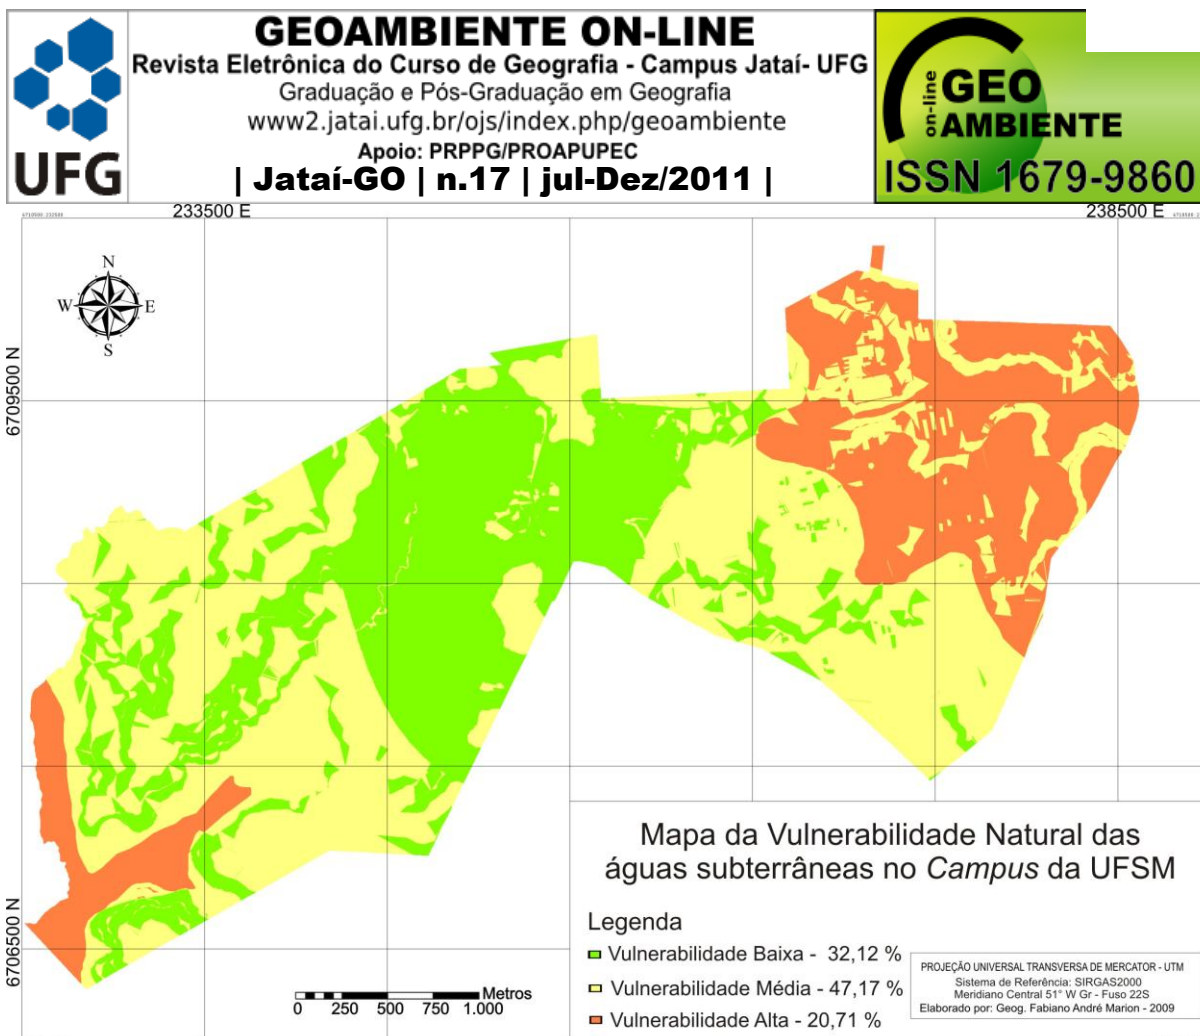 GEOAMBIENTE ON-LINE
Revista Eletrônica do Curso de Geografia - Campus Jataí- UFG
Graduação e Pós-Graduação em Geografia
www2.jatai.ufg.br/ojs/index.php/geoambiente
Apoio: PRPPG/PROAPUPEC
| Jataí-GO | n.17 | jul-Dez/2011 |
UFG
on-line
GEO
AMBIENTE
ISSN 1679-9860
233500 E
238500 E
N
W
E
S
6709500 N
6706500 N
Mapa da Vulnerabilidade Natural das
águas subterrâneas no Campus da UFSM
Legenda
Vulnerabilidade Baixa - 32,12 %
Vulnerabilidade Média - 47,17 %
Vulnerabilidade Alta - 20,71 %
PROJEÇÃO UNIVERSAL TRANSVERSA DE MERCATOR - UTM
Sistema de Referência: SIRGAS2000
Meridiano Central 51° W Gr - Fuso 22S
Elaborado por: Geog. Fabiano André Marion - 2009
Metros
0 250 500 750 1.000